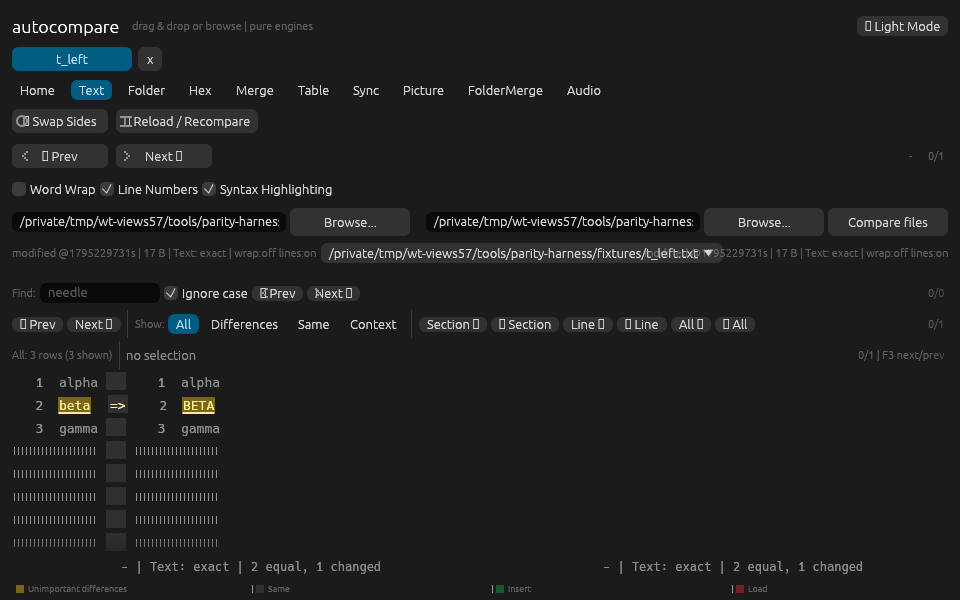 autocompare drag & drop or browse | pure engines Light Mode
t_left x
Home Text Folder Hex Merge Table Sync Picture FolderMerge Audio
Swap Sides Reload / Recompare
Prev Next - 0/1
Word Wrap Line Numbers Syntax Highlighting
/private/tmp/wt-views57/tools/parity-harnes Browse... /private/tmp/wt-views57/tools/parity-harnes Browse... Compare files
modified @1795229731s | 17 B | Text: exact | wrap:off lines:on /private/tmp/wt-views57/tools/parity-harness/fixtures/t_left.txt 1795229731s | 17 B | Text: exact | wrap:off lines:on
Find: needle Ignore case Prev Next 0/0
Prev Next Show: All Differences Same Context Section Section Line Line All All 0/1
All: 3 rows (3 shown) no selection 0/1 | F3 next/prev
1 alpha 1 alpha
2 beta => 2 BETA
3 gamma 3 gamma
- | Text: exact | 2 equal, 1 changed - | Text: exact | 2 equal, 1 changed
Unimportant differences | Same | Insert | Load